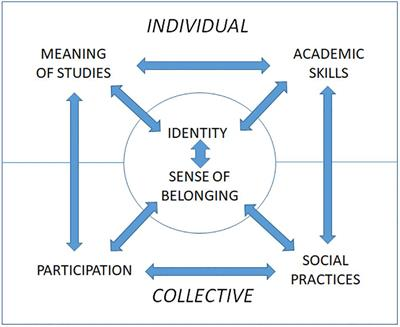 INDIVIDUAL
MEANING
OF STUDIES
ACADEMIC
SKILLS
IDENTITY
SENSE OF
BELONGING
PARTICIPATION
SOCIAL
PRACTICES
COLLECTIVE